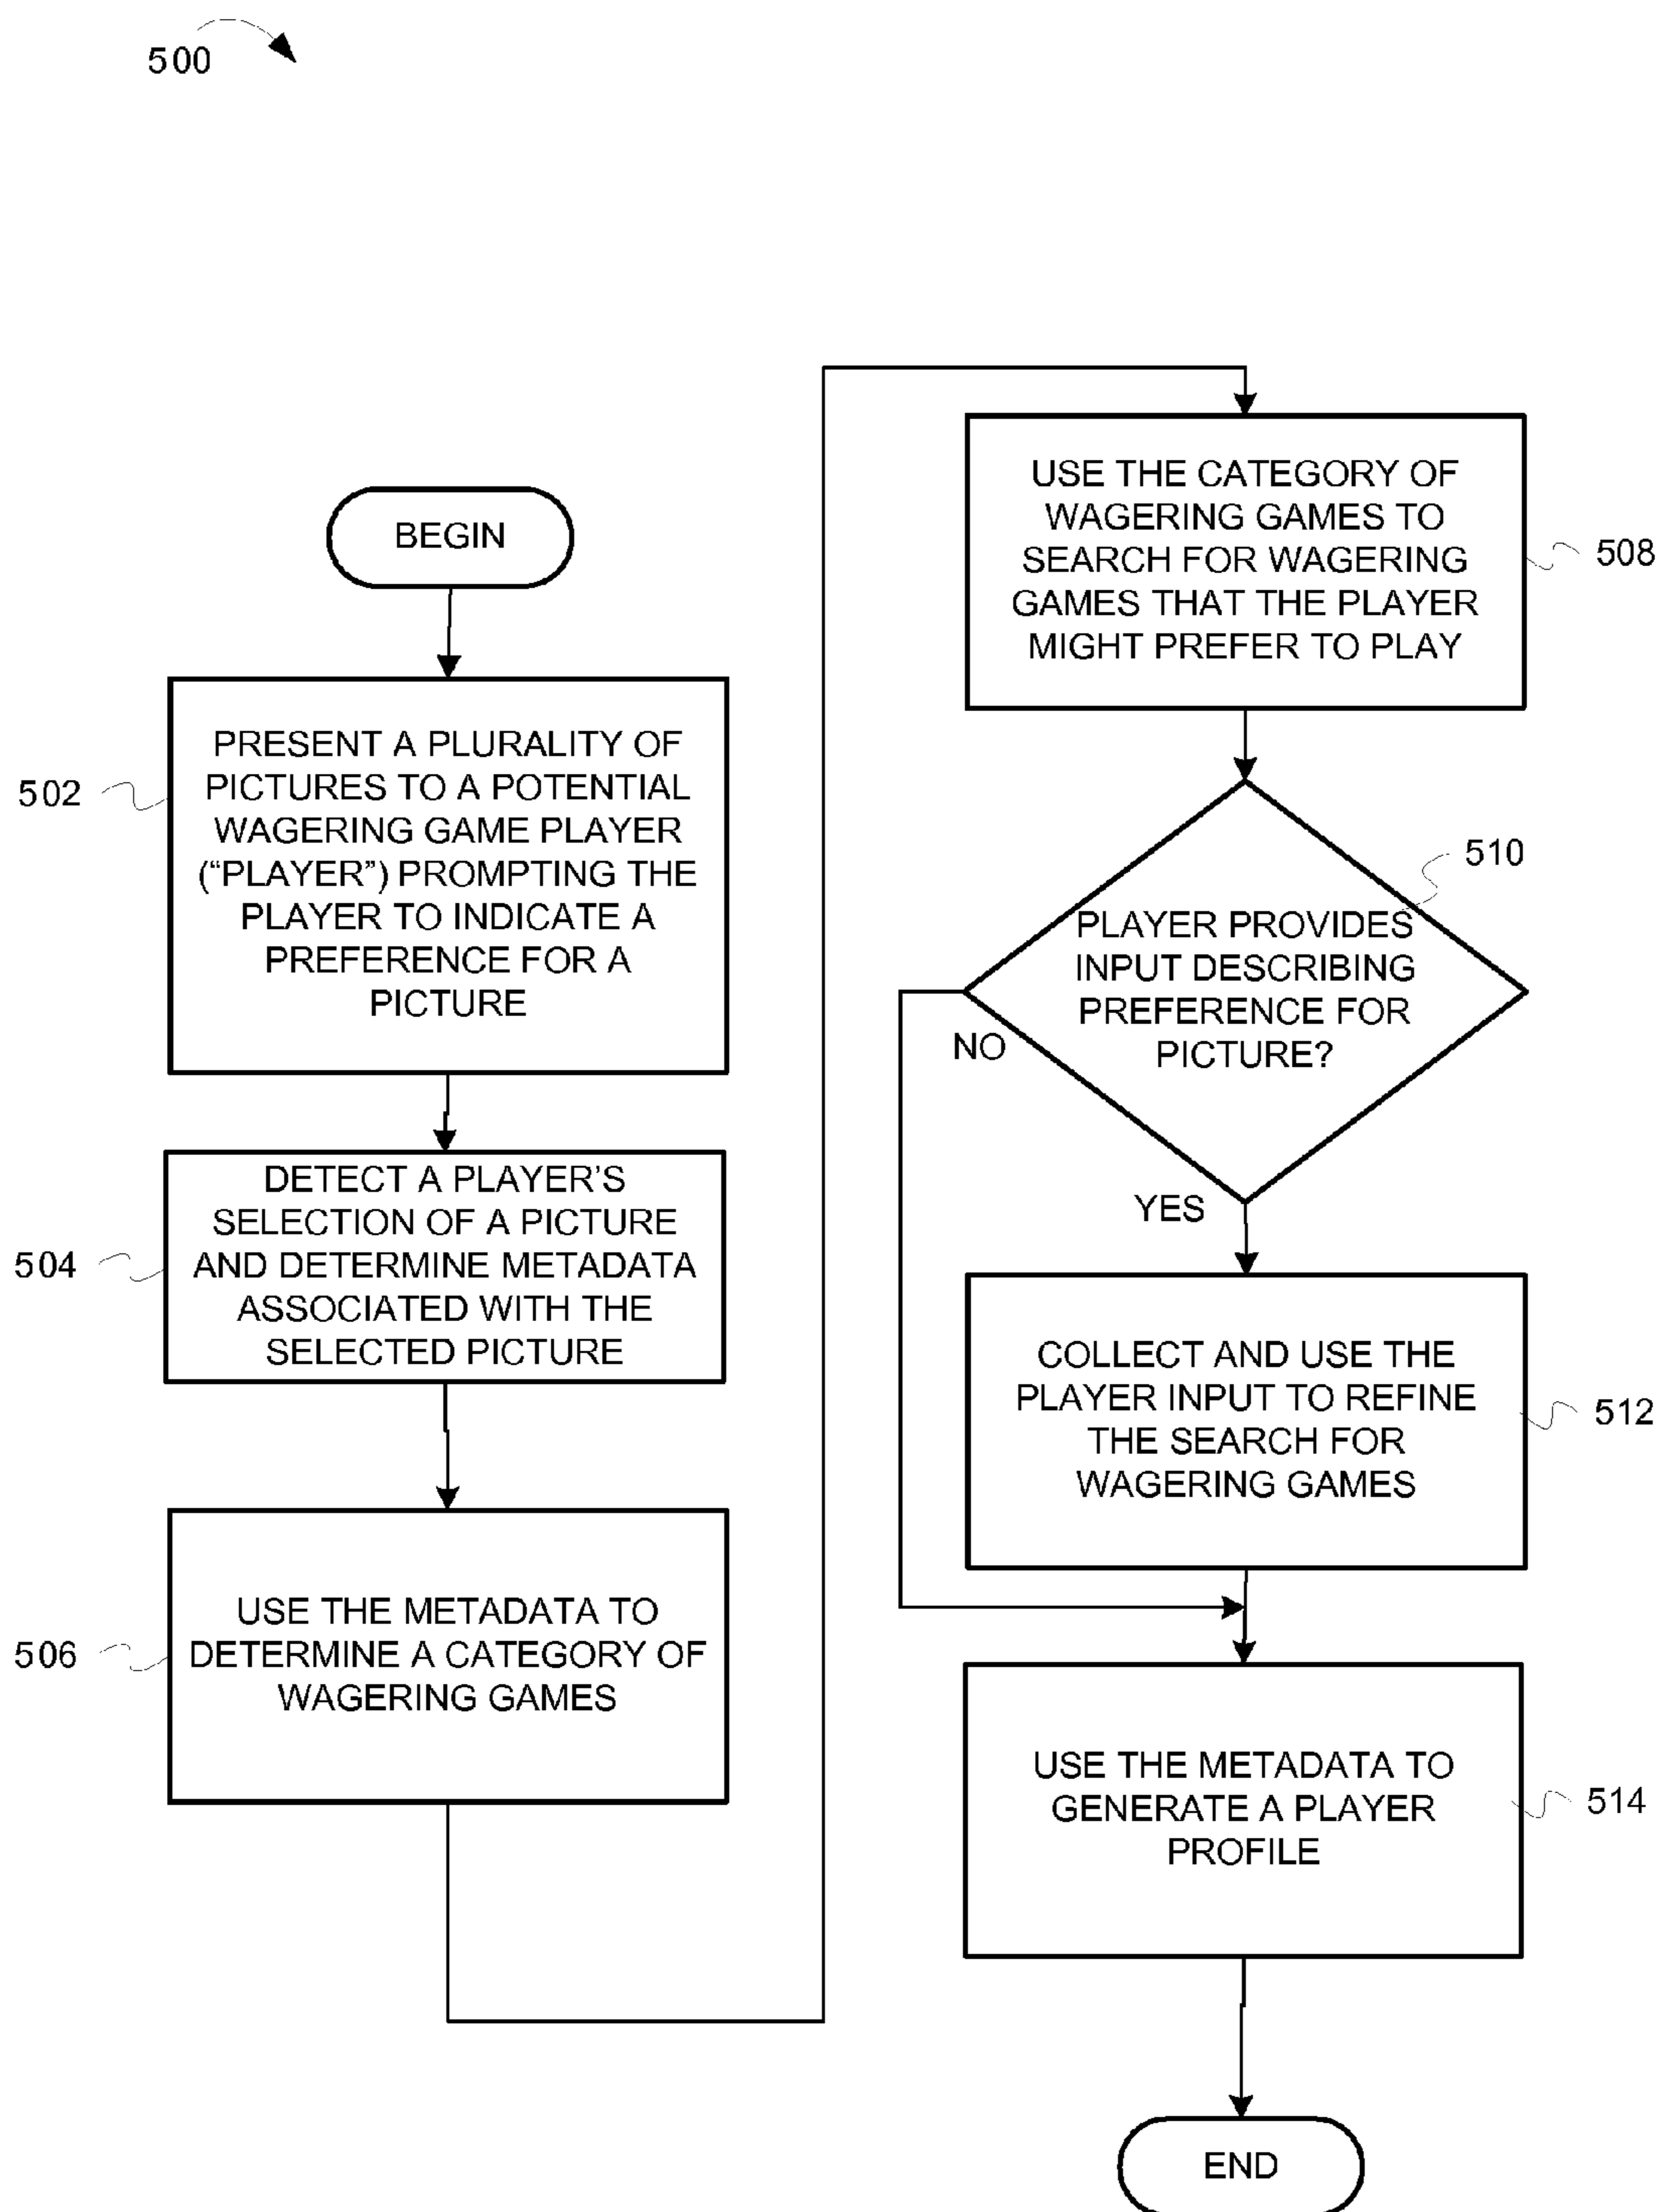 500
BEGIN
502
PRESENT A PLURALITY OF
PICTURES TO A POTENTIAL
WAGERING GAME PLAYER
(“PLAYER”) PROMPTING THE
PLAYER TO INDICATE A
PREFERENCE FOR A
PICTURE
504
DETECT A PLAYER’S
SELECTION OF A PICTURE
AND DETERMINE METADATA
ASSOCIATED WITH THE
SELECTED PICTURE
506
USE THE METADATA TO
DETERMINE A CATEGORY OF
WAGERING GAMES
USE THE CATEGORY OF
WAGERING GAMES TO
SEARCH FOR WAGERING
GAMES THAT THE PLAYER
MIGHT PREFER TO PLAY
508
510
PLAYER PROVIDES
INPUT DESCRIBING
PREFERENCE FOR
PICTURE?
NO
YES
COLLECT AND USE THE
PLAYER INPUT TO REFINE
THE SEARCH FOR
WAGERING GAMES
512
USE THE METADATA TO
GENERATE A PLAYER
PROFILE
514
END